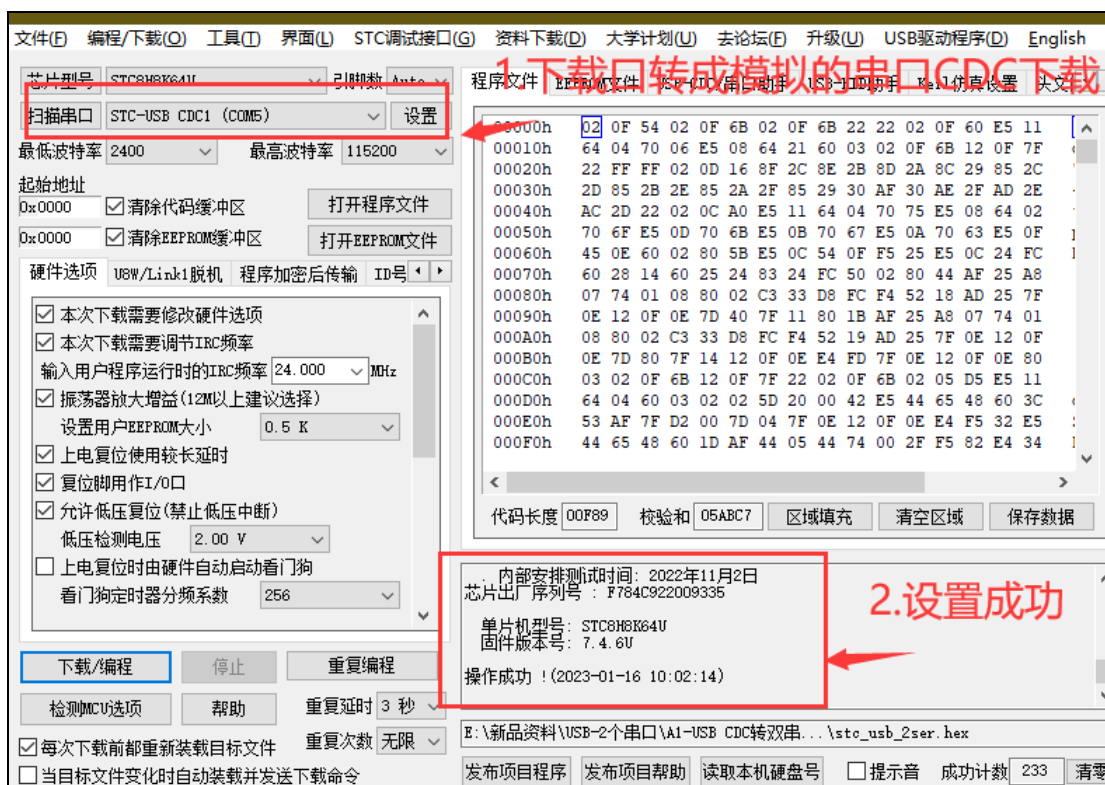 文件(F) 编程/下载(O) 工具(T) 界面(L) STC调试接口(G) 资料下载(D) 大学计划(U) 去论坛(F) 升级(U) USB驱动程序(D) English
1.下载口转成模拟的串口CDC下载
芯片型号 STC8H8K64U 引脚数 Auto
程序文件 EEPROM文件 USB-CDC/串口助手 USB-HID助手 Keil仿真设置 头文件
扫描串口 STC-USB CDC1 (COM5) 设置
最低波特率 2400 最高波特率 115200
起始地址
0x0000 清除代码缓冲区 打开程序文件
0x0000 清除EEPROM缓冲区 打开EEPROM文件
硬件选项 U8W/Link1脱机 程序加密后传输 ID号
本次下载需要修改硬件选项
本次下载需要调节IRC频率
输入用户程序运行时的IRC频率 24.000 MHz
振荡器放大增益(12M以上建议选择)
设置用户EEPROM大小 0.5 K
上电复位使用较长延时
复位脚用作I/O口
允许低压复位(禁止低压中断)
低压检测电压 2.00 V
上电复位时由硬件自动启动看门狗
看门狗定时器分频系数 256
下载/编程 停止 重复编程
检测MCU选项 帮助 重复延时 3 秒
每次下载前都重新装载目标文件 重复次数 无限
当目标文件变化时自动装载并发送下载命令
00000h 02 0F 54 02 0F 6B 02 0F 6B 22 22 02 0F 60 E5 11
00010h 64 04 70 06 E5 08 64 21 60 03 02 0F 6B 12 0F 7F
00020h 22 FF FF 02 0D 16 8F 2C 8E 2B 8D 2A 8C 29 85 2C
00030h 2D 85 2B 2E 85 2A 2F 85 29 30 AF 30 AE 2F AD 2E
00040h AC 2D 22 02 0C A0 E5 11 64 04 70 75 E5 08 64 02
00050h 70 6F E5 0D 70 6B E5 0B 70 67 E5 0A 70 63 E5 0F
00060h 45 0E 60 02 80 5B E5 0C 54 0F F5 25 E5 0C 24 FC
00070h 60 28 14 60 25 24 83 24 FC 50 02 80 44 AF 25 A8
00080h 07 74 01 08 80 02 C3 33 D8 FC F4 52 18 AD 25 7F
00090h 0E 12 0F 0E 7D 40 7F 11 80 1B AF 25 A8 07 74 01
000A0h 08 80 02 C3 33 D8 FC F4 52 19 AD 25 7F 0E 12 0F
000B0h 0E 7D 80 7F 14 12 0F 0E E4 FD 7F 0E 12 0F 0E 80
000C0h 03 02 0F 6B 12 0F 7F 22 02 0F 6B 02 05 D5 E5 11
000D0h 64 04 60 03 02 02 5D 20 00 42 E5 44 65 48 60 3C
000E0h 53 AF 7F D2 00 7D 04 7F 0E 12 0F 0E E4 F5 32 E5
000F0h 44 65 48 60 1D AF 44 05 44 74 00 2F F5 82 E4 34
代码长度 00F89 校验和 05ABC7 区域填充 清空区域 保存数据
. 内部安排测试时间: 2022年11月2日
芯片出厂序列号 : F784C922009335
单片机型号: STC8H8K64U
固件版本号: 7.4.6U
操作成功 !(2023-01-16 10:02:14)
2.设置成功
E:\新品资料\USB-2个串口\A1-USB CDC转双串...\stc_usb_2ser.hex
发布项目程序 发布项目帮助 读取本机硬盘号 提示音 成功计数 233 清零